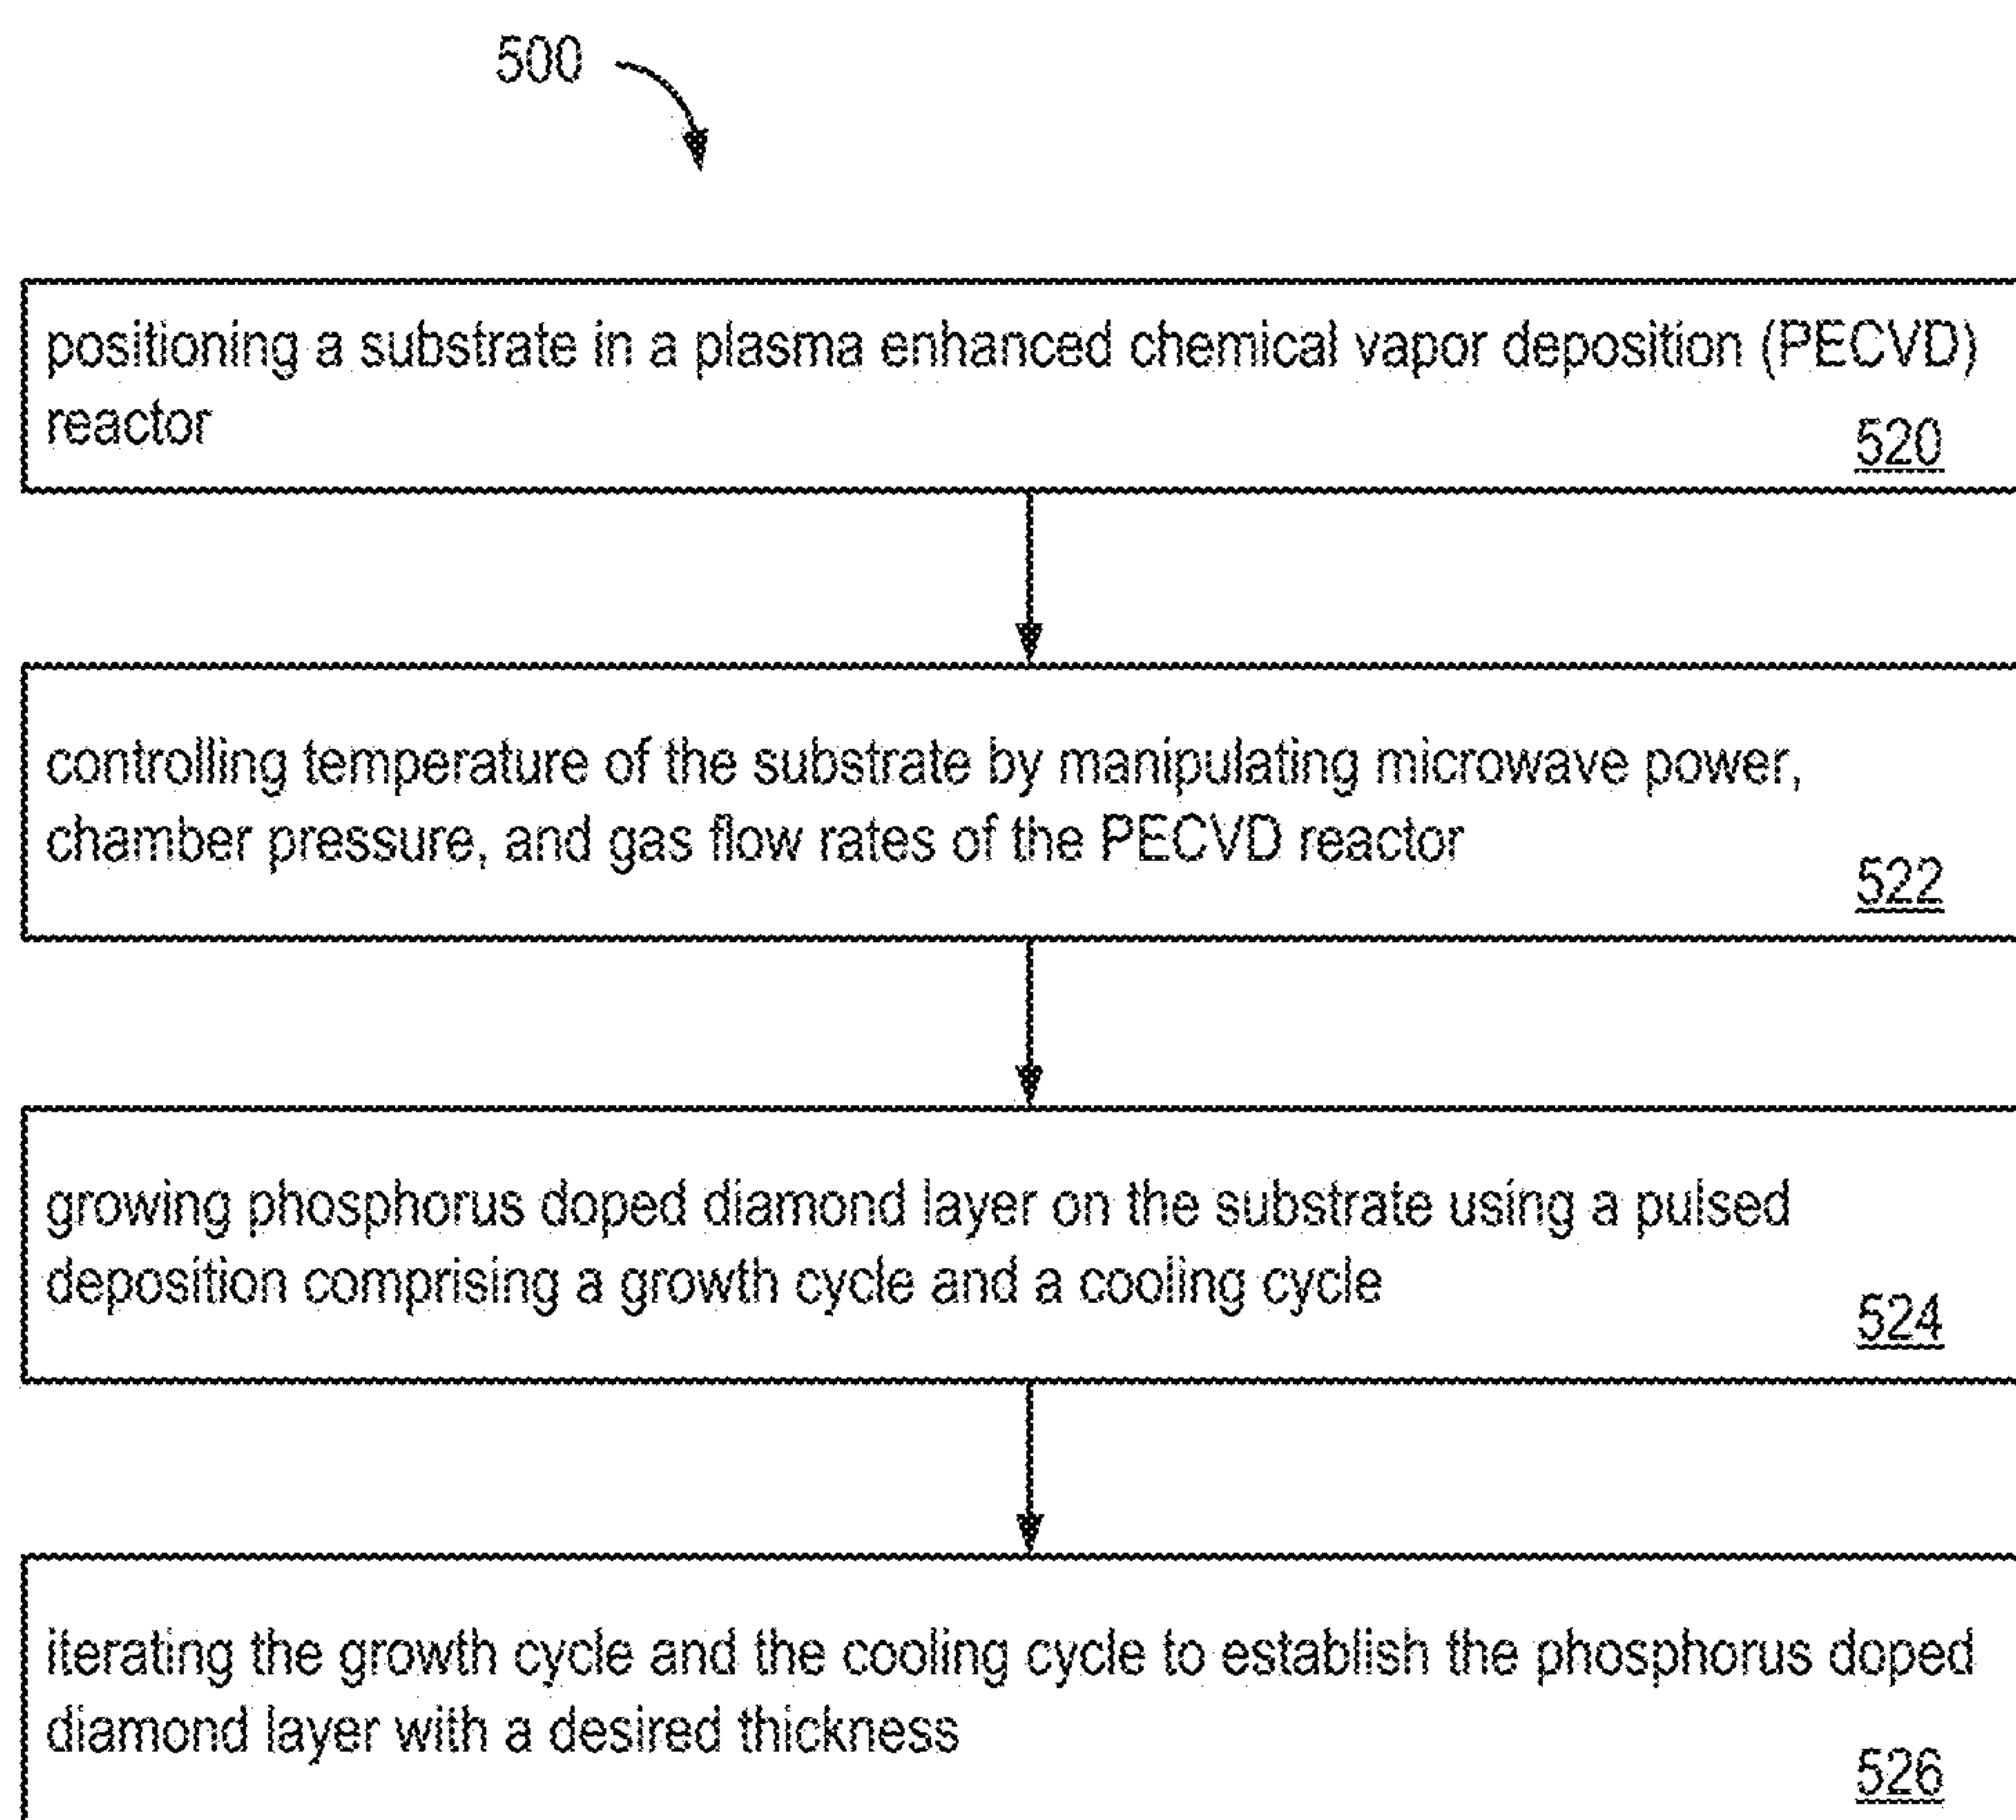 500
positioning a substrate in a plasma enhanced chemical vapor deposition (PECVD)
reactor
520
controlling temperature of the substrate by manipulating microwave power,
chamber pressure, and gas flow rates of the PECVD reactor
522
growing phosphorus doped diamond layer on the substrate using a pulsed
deposition comprising a growth cycle and a cooling cycle
524
iterating the growth cycle and the cooling cycle to establish the phosphorus doped
diamond layer with a desired thickness
526